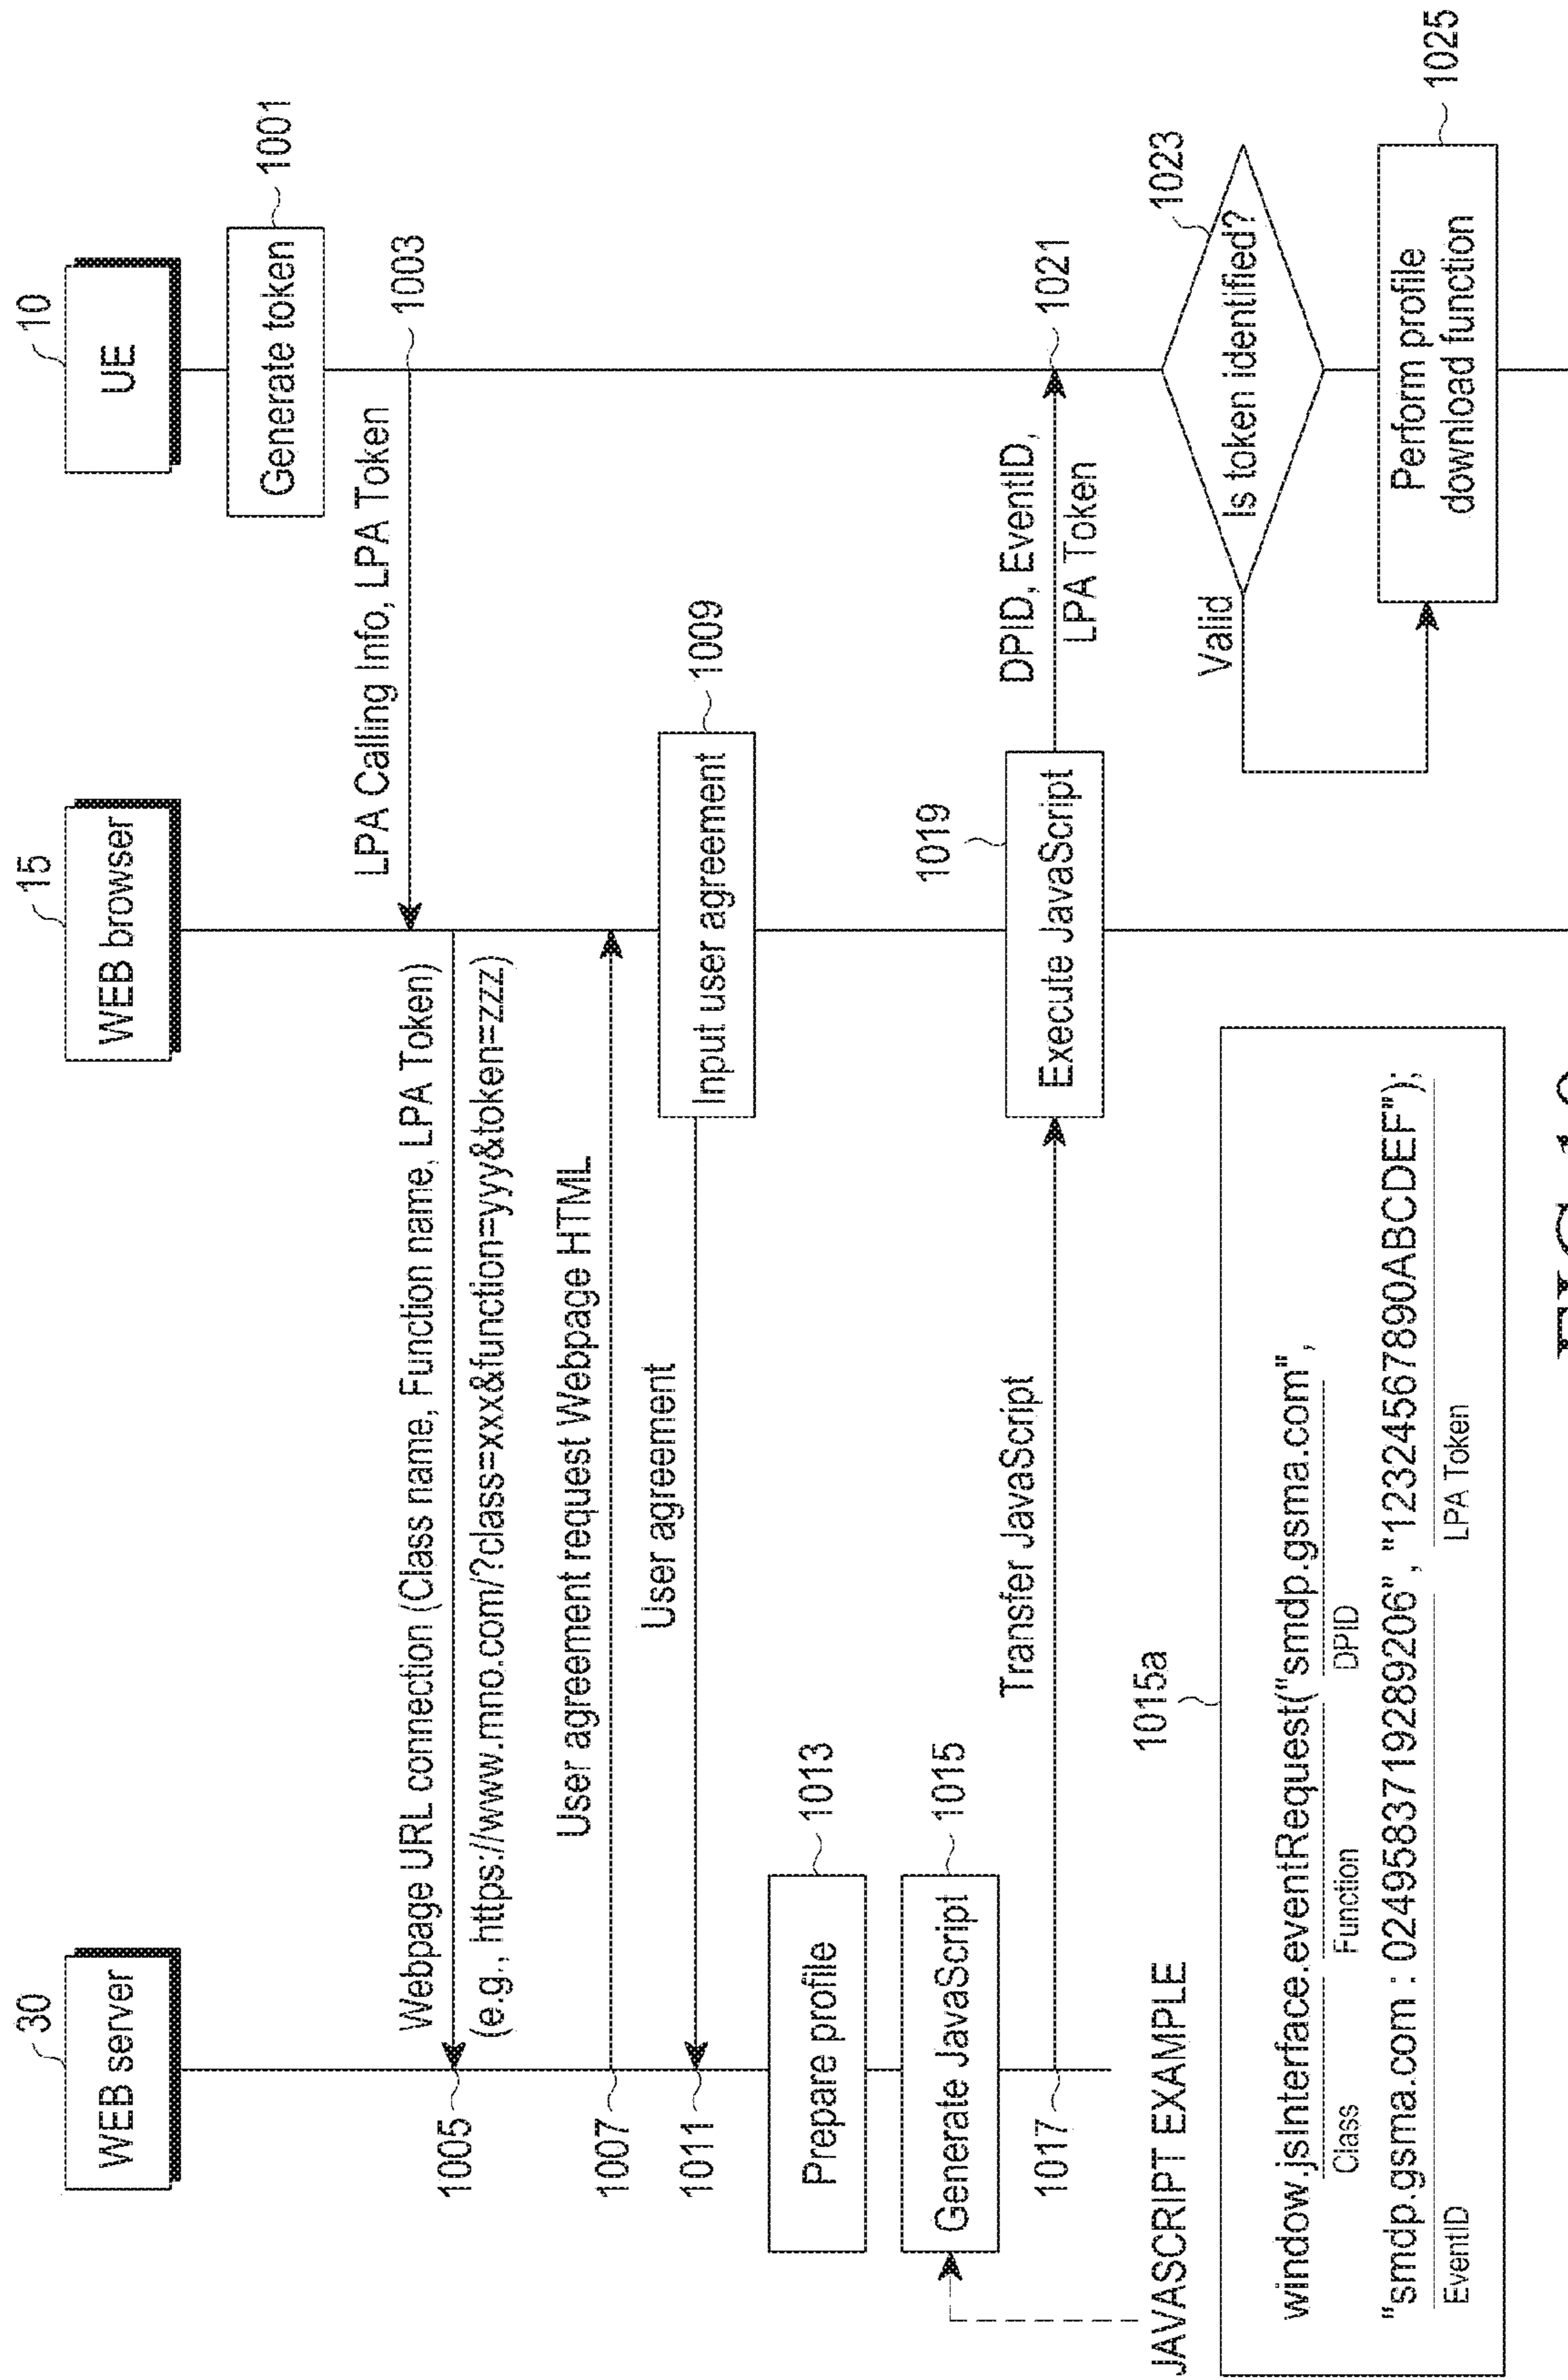 30
WEB server
15
WEB browser
10
UE
Generate token
1001
LPA Calling Info, LPA Token
1003
Webpage URL connection (Class name, Function name, LPA Token)
(e.g., https://www.mno.com/?class=xxx&function=yyy&token=zzz)
1005
User agreement request Webpage HTML
1007
Input user agreement
1009
User agreement
1011
Prepare profile
1013
Generate JavaScript
1015
Transfer JavaScript
1017
Execute JavaScript
1019
DPID, EventID,
LPA Token
1021
Is token identified?
1023
Valid
Perform profile
download function
1025
JAVASCRIPT EXAMPLE
1015a
window.jsInterface.eventRequest("smdp.gsma.com",
Class
Function
DPID
"smdp.gsma.com : 0249583719289206", "12324567890ABCDEF");
EventID
LPA Token